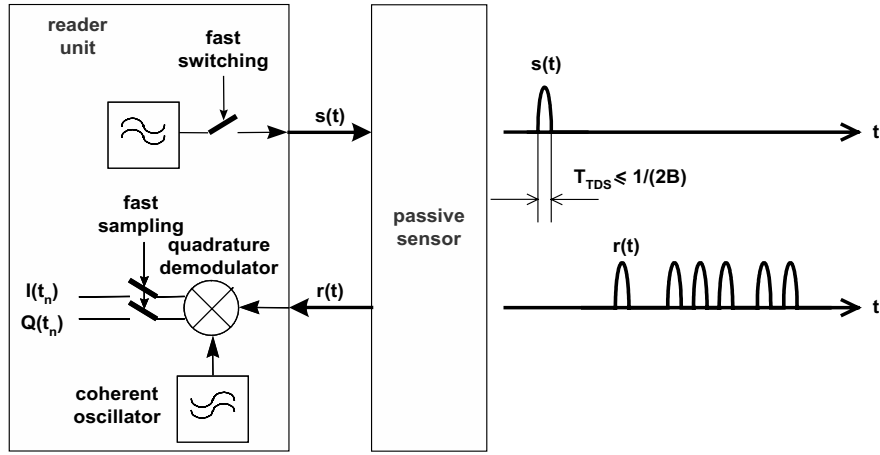 reader
unit
fast
switching
s(t)
fast
sampling
quadrature
demodulator
I(t_n)
Q(t_n)
r(t)
coherent
oscillator
passive
sensor
s(t)
t
T_TDS ≤ 1/(2B)
r(t)
t